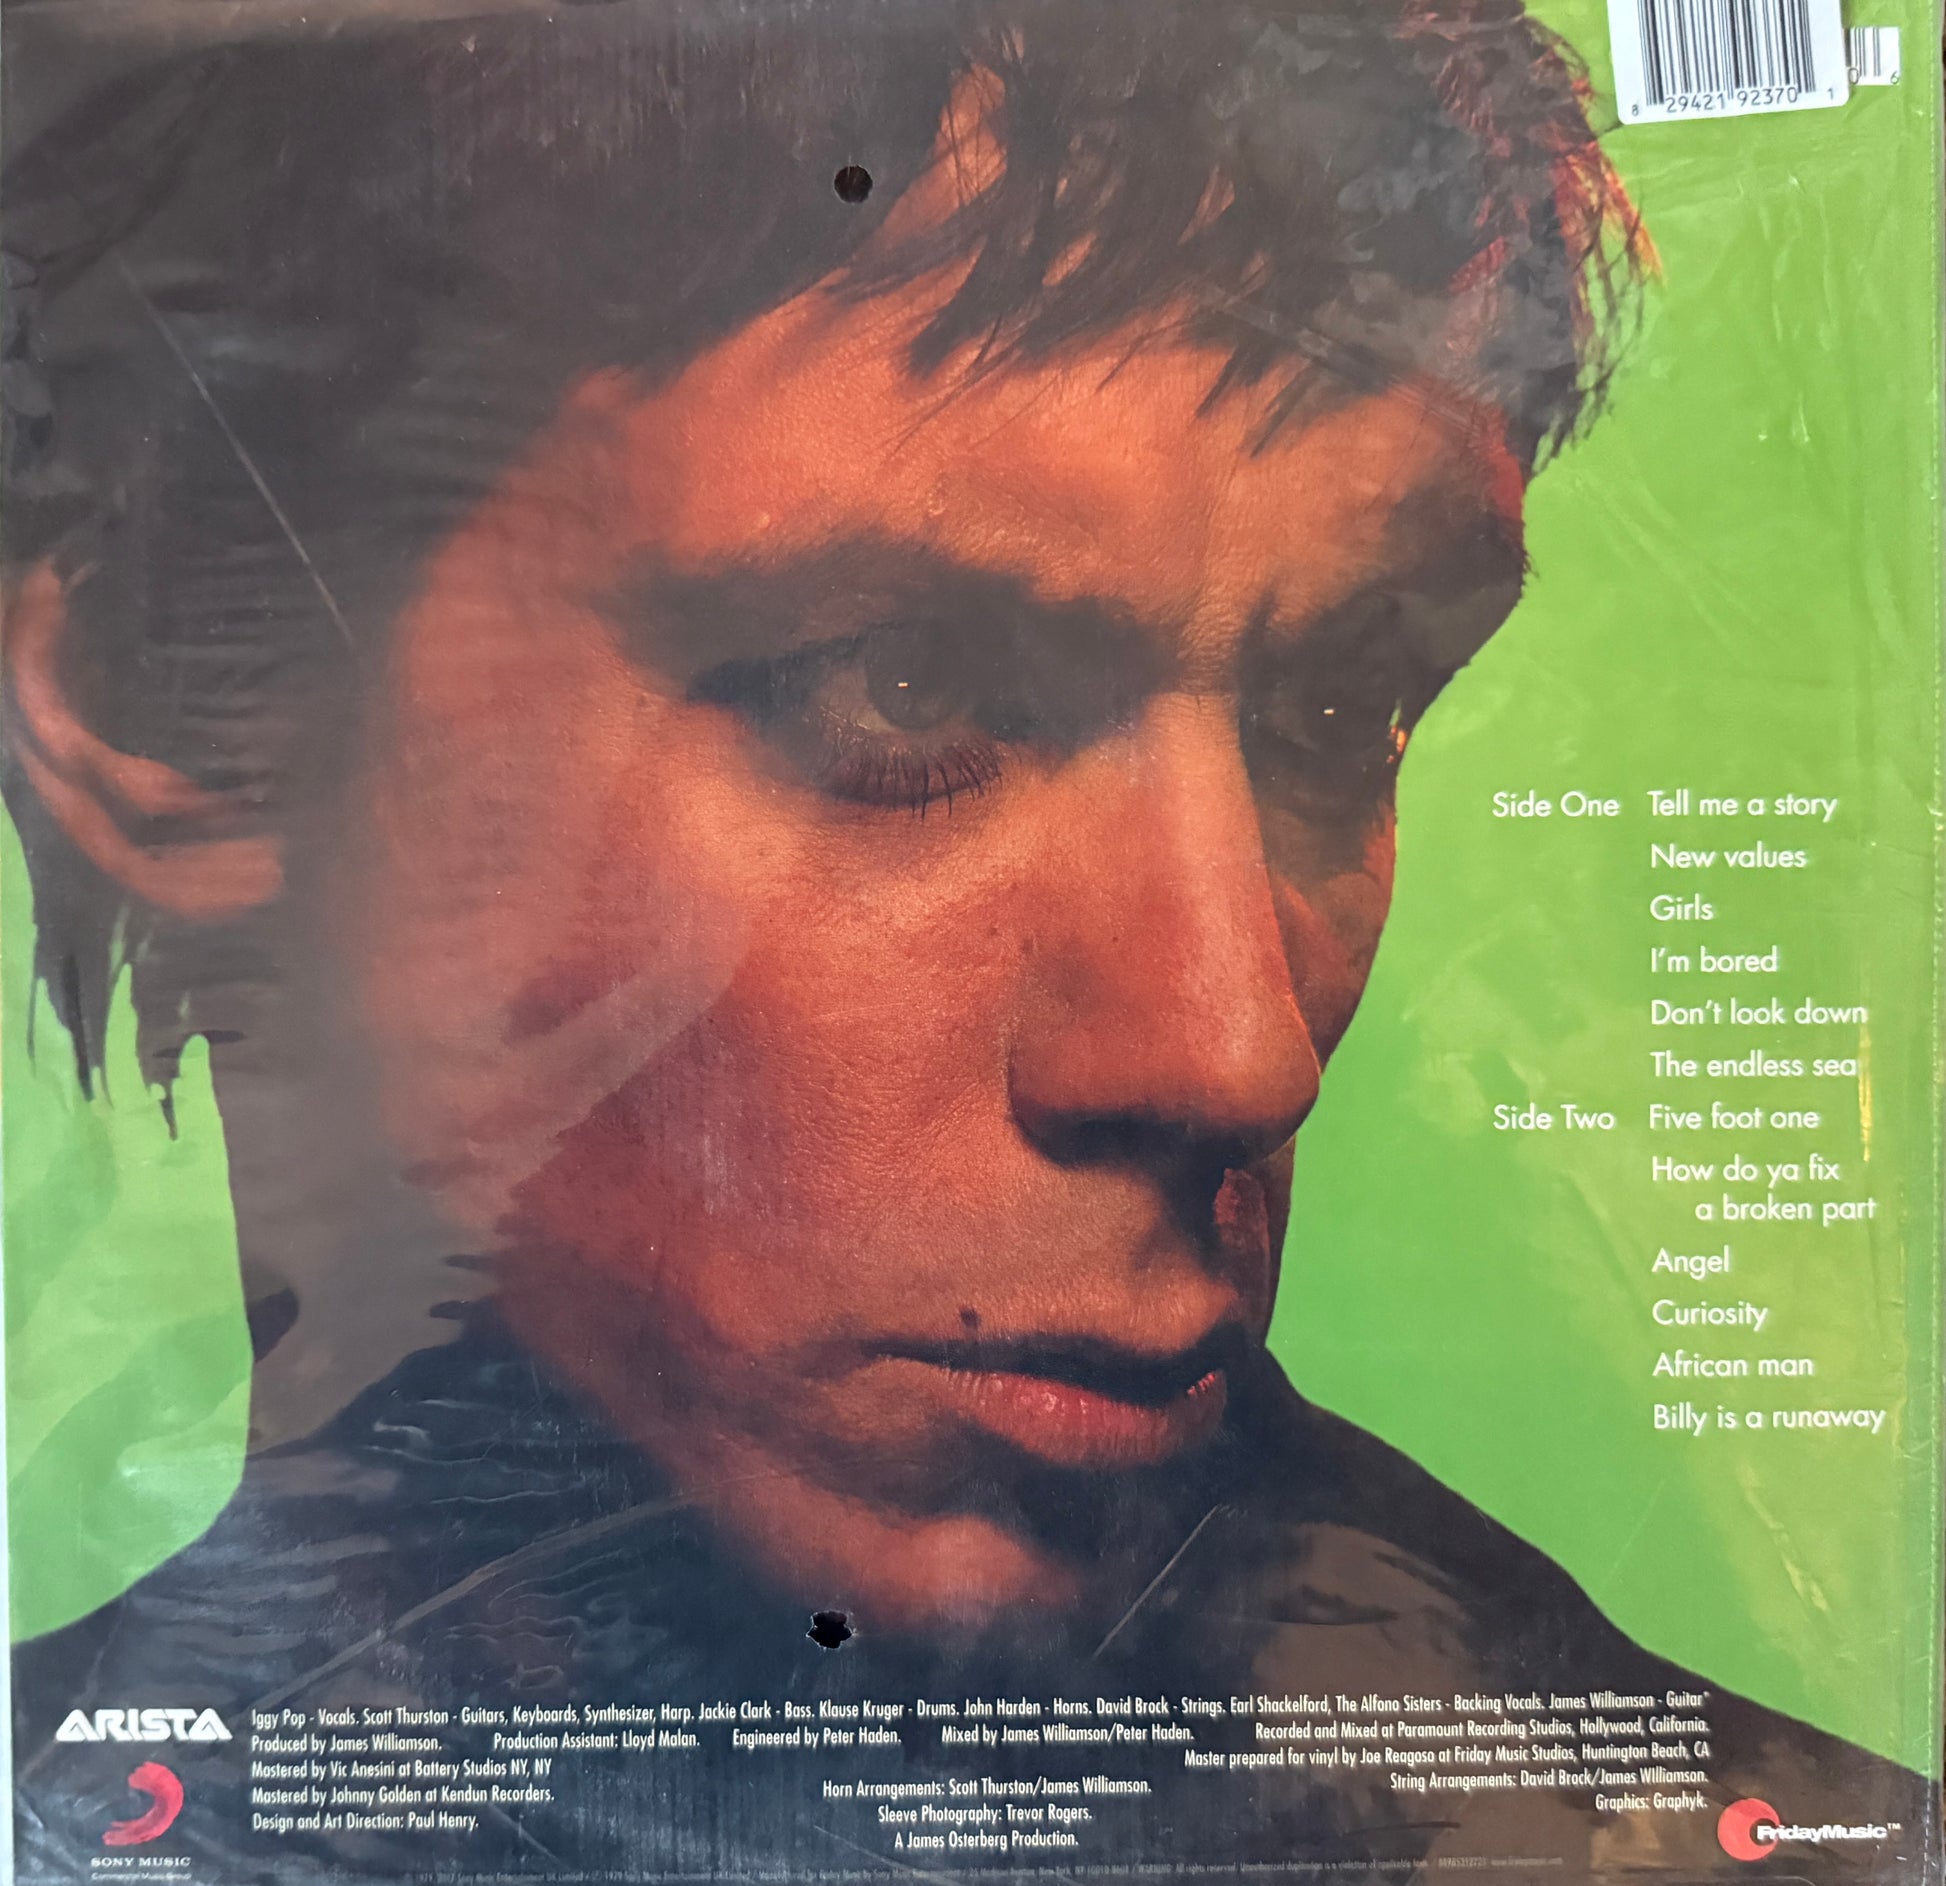 8 29421 92370 1
0 6
Side One Tell me a story
New values
Girls
I'm bored
Don't look down
The endless sea
Side Two Five foot one
How do ya fix
a broken part
Angel
Curiosity
African man
Billy is a runaway
ARISTA
Iggy Pop - Vocals. Scott Thurston - Guitars, Keyboards, Synthesizer, Harp. Jackie Clark - Bass. Klause Kruger - Drums. John Harden - Horns. David Brock - Strings. Earl Shackelford, The Alfono Sisters - Backing Vocals. James Williamson - Guitar*
Produced by James Williamson. Production Assistant: Lloyd Malan. Engineered by Peter Haden. Mixed by James Williamson/Peter Haden. Recorded and Mixed at Paramount Recording Studios, Hollywood, California.
Mastered by Vic Anesini at Battery Studios NY, NY Master prepared for vinyl by Joe Reagoso at Friday Music Studios, Huntington Beach, CA
Mastered by Johnny Golden at Kendun Recorders. Horn Arrangements: Scott Thurston/James Williamson. String Arrangements: David Brock/James WIlliamson.
Design and Art Direction: Paul Henry. Sleeve Photography: Trevor Rogers. Graphics: Graphyk.
A James Osterberg Production.
FridayMusic™
SONY MUSIC
Commercial Music Group